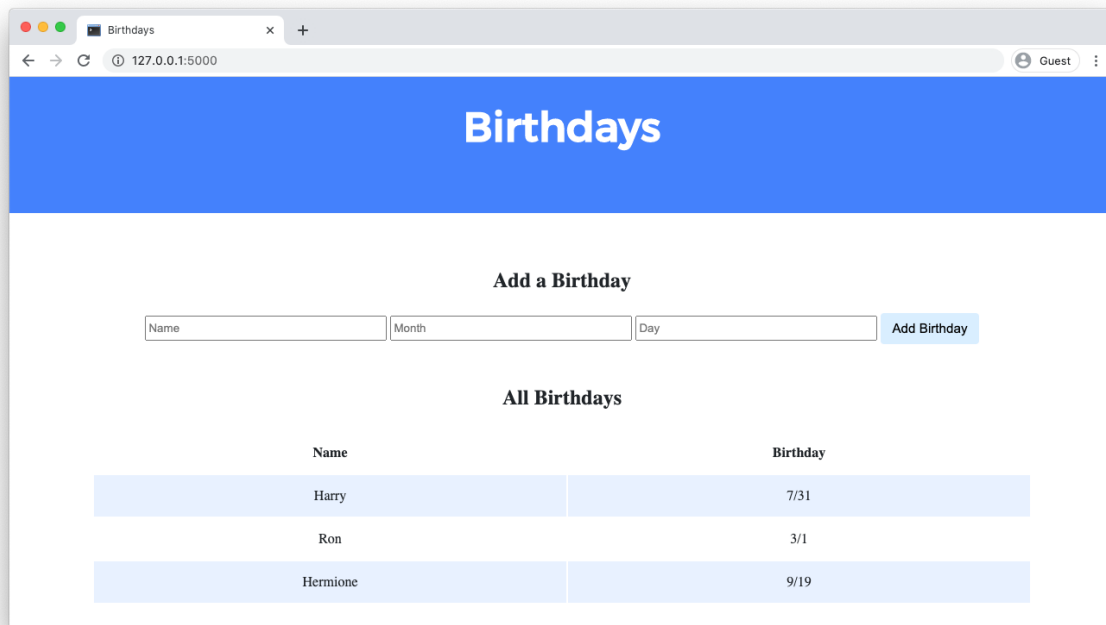 Birthdays
127.0.0.1:5000 Guest
Birthdays
Add a Birthday
Name Month Day Add Birthday
All Birthdays
Name Birthday
Harry 7/31
Ron 3/1
Hermione 9/19